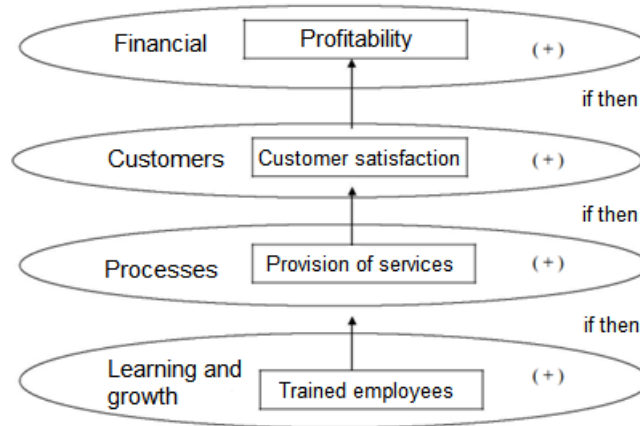 Financial
Profitability
(+)
if then
Customers
Customer satisfaction
(+)
if then
Processes
Provision of services
(+)
if then
Learning and
growth
Trained employees
(+)